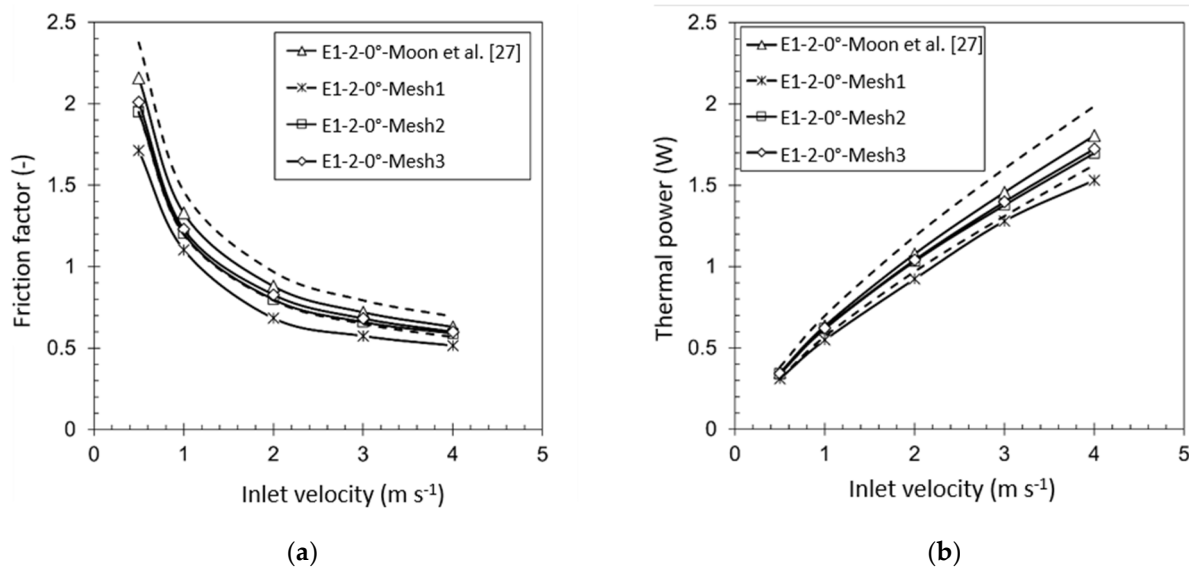 2.5
2
1.5
1
0.5
0
Friction factor (-)
E1-2-0°-Moon et al. [27]
E1-2-0°-Mesh1
E1-2-0°-Mesh2
E1-2-0°-Mesh3
0 1 2 3 4 5
Inlet velocity (m s⁻¹)
(a)
2.5
2
1.5
1
0.5
0
Thermal power (W)
E1-2-0°-Moon et al. [27]
E1-2-0°-Mesh1
E1-2-0°-Mesh2
E1-2-0°-Mesh3
0 1 2 3 4 5
Inlet velocity (m s⁻¹)
(b)